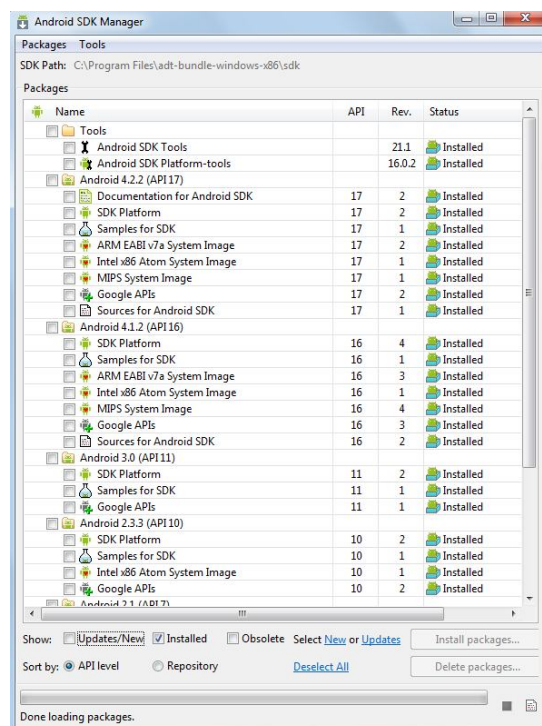 Android SDK Manager
Packages Tools
SDK Path: C:\Program Files\adt-bundle-windows-x86\sdk
Packages
Name API Rev. Status
Tools
Android SDK Tools 21.1 Installed
Android SDK Platform-tools 16.0.2 Installed
Android 4.2.2 (API 17)
Documentation for Android SDK 17 2 Installed
SDK Platform 17 2 Installed
Samples for SDK 17 1 Installed
ARM EABI v7a System Image 17 2 Installed
Intel x86 Atom System Image 17 1 Installed
MIPS System Image 17 1 Installed
Google APIs 17 2 Installed
Sources for Android SDK 17 1 Installed
Android 4.1.2 (API 16)
SDK Platform 16 4 Installed
Samples for SDK 16 1 Installed
ARM EABI v7a System Image 16 3 Installed
Intel x86 Atom System Image 16 1 Installed
MIPS System Image 16 4 Installed
Google APIs 16 3 Installed
Sources for Android SDK 16 2 Installed
Android 3.0 (API 11)
SDK Platform 11 2 Installed
Samples for SDK 11 1 Installed
Google APIs 11 1 Installed
Android 2.3.3 (API 10)
SDK Platform 10 2 Installed
Samples for SDK 10 1 Installed
Intel x86 Atom System Image 10 1 Installed
Google APIs 10 2 Installed
Android 2.1 (API 7)
Show: Updates/New Installed Obsolete Select New or Updates Install packages...
Sort by: API level Repository Deselect All Delete packages...
Done loading packages.